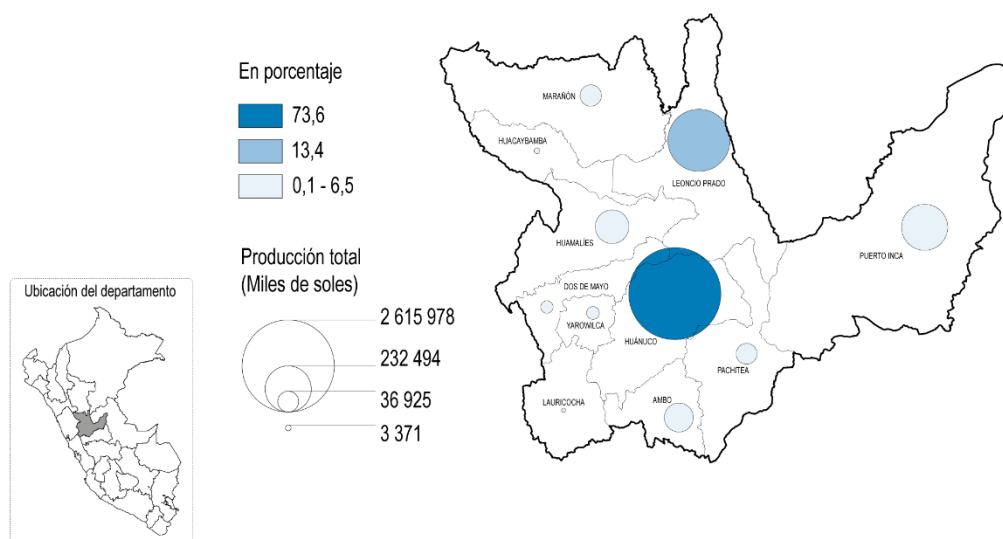 En porcentaje
73,6
13,4
0,1 - 6,5
Producción total
(Miles de soles)
2 615 978
232 494
36 925
3 371
Ubicación del departamento
MARAÑÓN
HUACAYBAMBA
LEONCIO PRADO
HUAMALÍES
PUERTO INCA
DOS DE MAYO
YAROWILCA
HUÁNUCO
PACHITEA
LAURICOCHA
AMBO